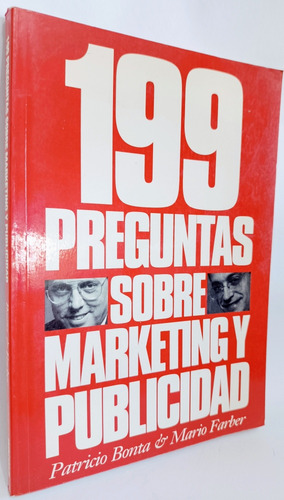 199
PREGUNTAS
SOBRE
MARKETING Y
PUBLICIDAD
Patricio Bonta & Mario Farber